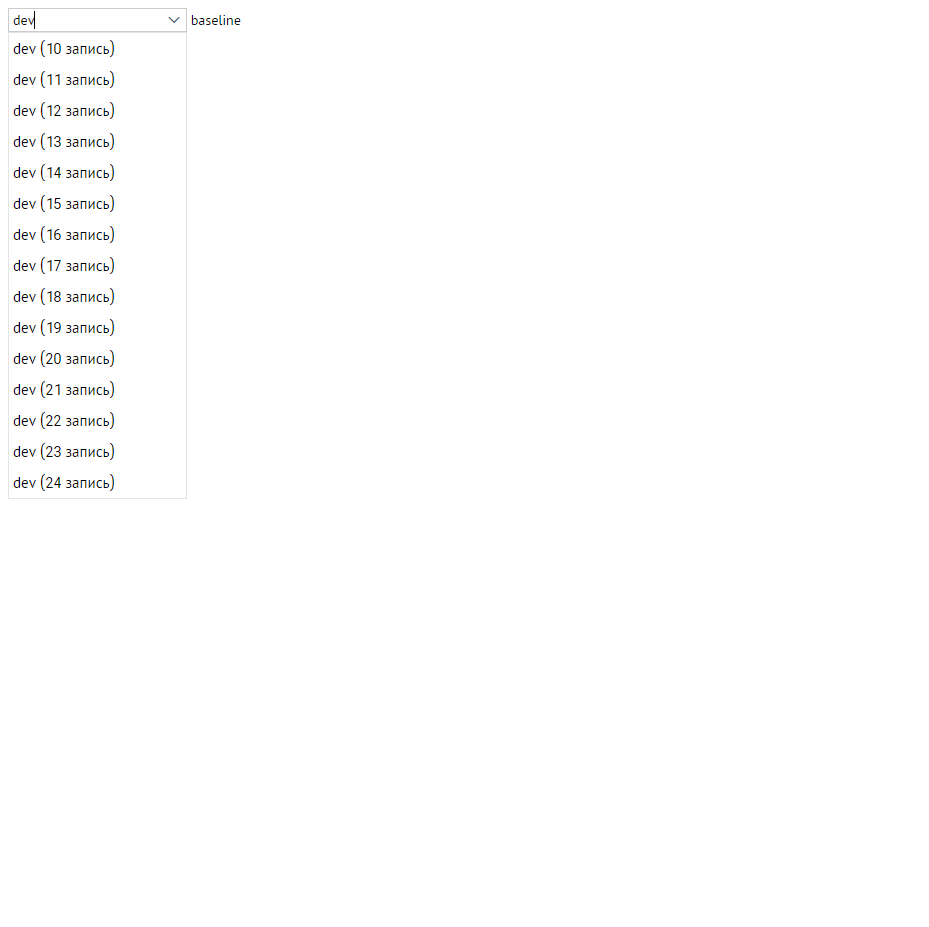 dev baseline
dev (10 запись)
dev (11 запись)
dev (12 запись)
dev (13 запись)
dev (14 запись)
dev (15 запись)
dev (16 запись)
dev (17 запись)
dev (18 запись)
dev (19 запись)
dev (20 запись)
dev (21 запись)
dev (22 запись)
dev (23 запись)
dev (24 запись)